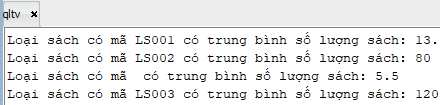 qltv ×
Loại sách có mã LS001 có trung bình số lượng sách: 13.
Loại sách có mã LS002 có trung bình số lượng sách: 80
Loại sách có mã  có trung bình số lượng sách: 5.5
Loại sách có mã LS003 có trung bình số lượng sách: 120